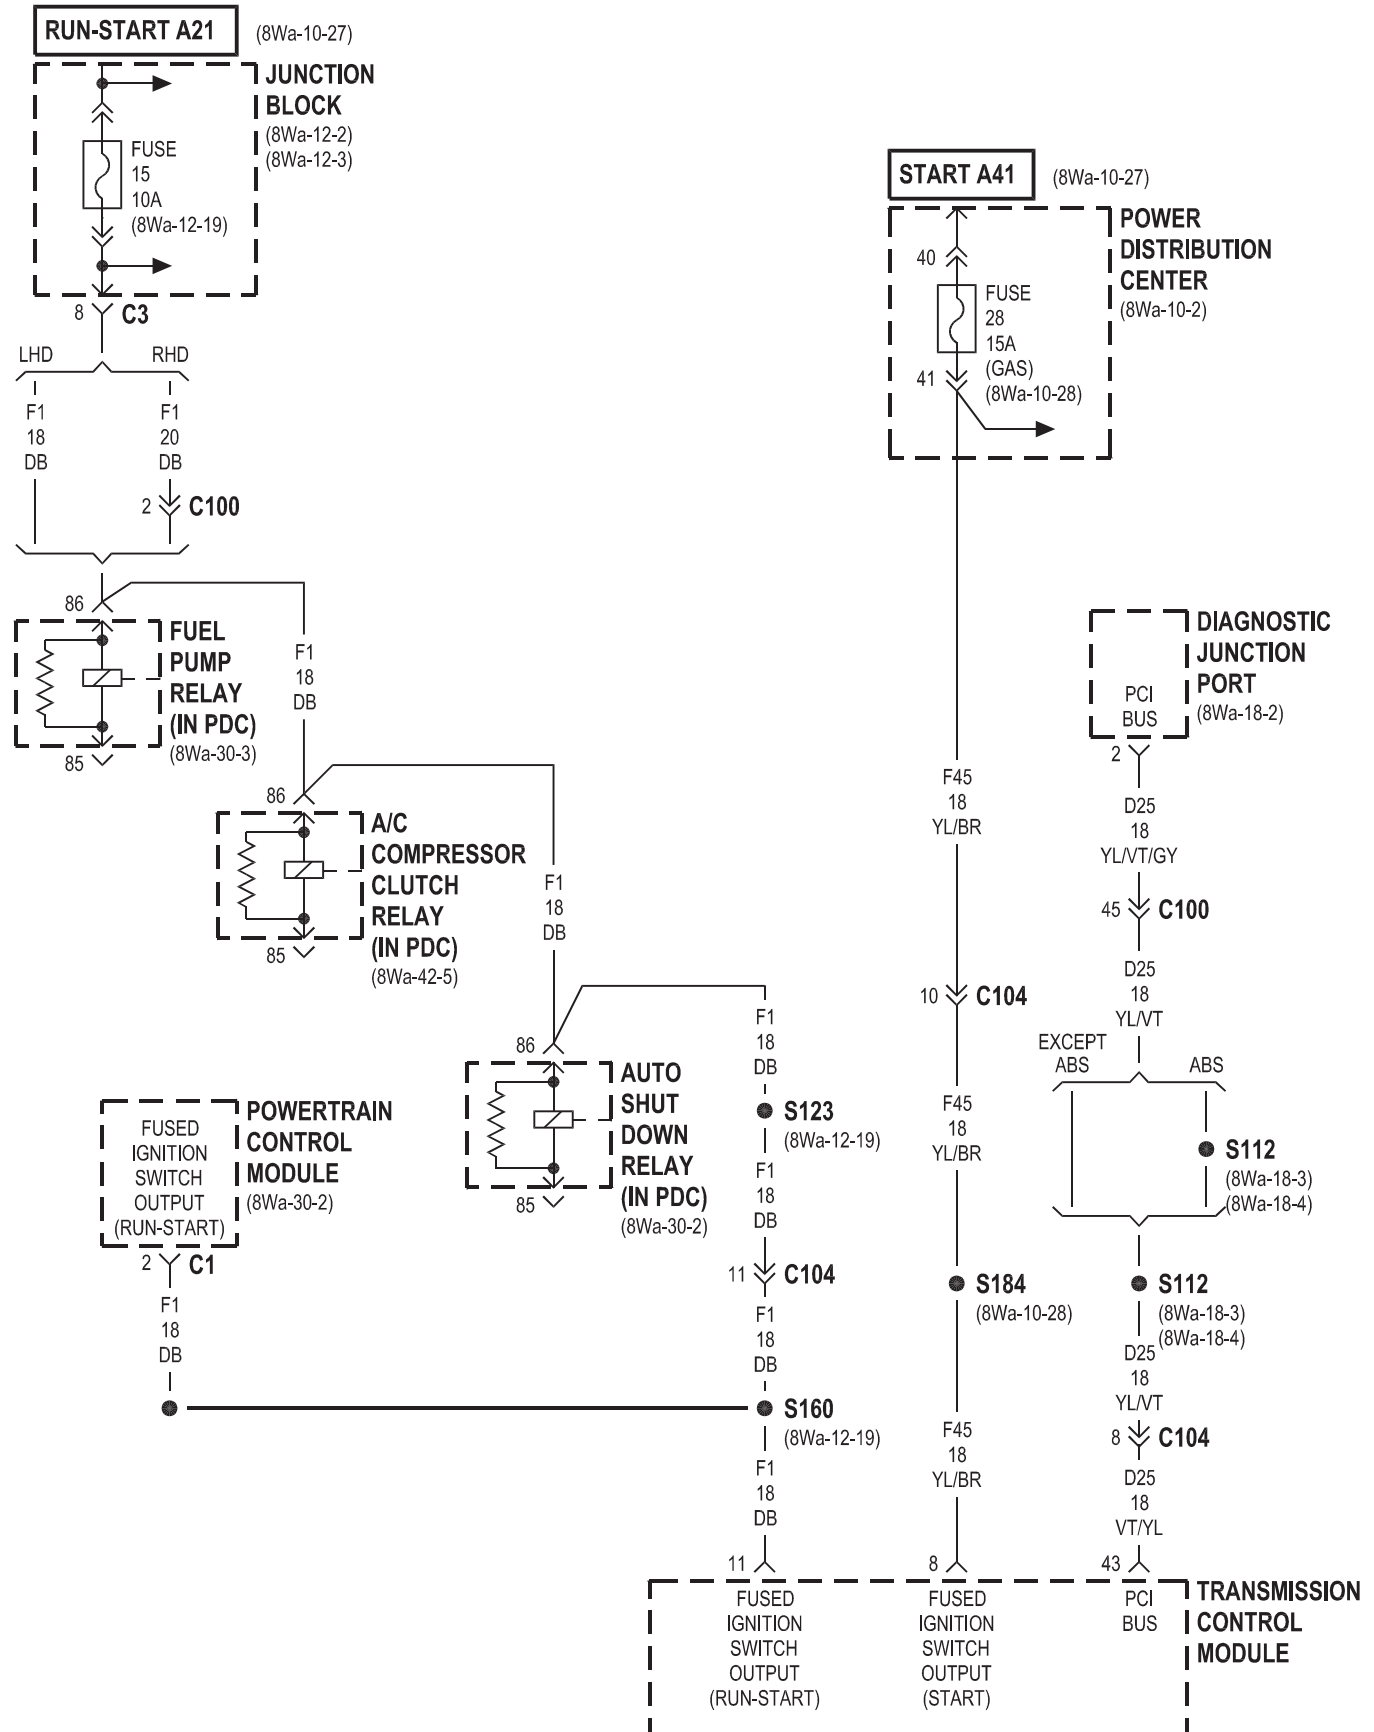 RUN-START A21
(8Wa-10-27)
JUNCTION
BLOCK
(8Wa-12-2)
(8Wa-12-3)
FUSE
15
10A
(8Wa-12-19)
8
C3
LHD
RHD
F1
18
DB
F1
20
DB
2
C100
86
FUEL
PUMP
RELAY
(IN PDC)
(8Wa-30-3)
85
F1
18
DB
86
A/C
COMPRESSOR
CLUTCH
RELAY
(IN PDC)
(8Wa-42-5)
85
F1
18
DB
86
AUTO
SHUT
DOWN
RELAY
(IN PDC)
(8Wa-30-2)
85
F1
18
DB
S123
(8Wa-12-19)
F1
18
DB
11
C104
F1
18
DB
POWERTRAIN
CONTROL
MODULE
(8Wa-30-2)
FUSED
IGNITION
SWITCH
OUTPUT
(RUN-START)
2
C1
F1
18
DB
S160
(8Wa-12-19)
F1
18
DB
11
START A41
(8Wa-10-27)
POWER
DISTRIBUTION
CENTER
(8Wa-10-2)
40
FUSE
28
15A
(GAS)
(8Wa-10-28)
41
F45
18
YL/BR
10
C104
F45
18
YL/BR
S184
(8Wa-10-28)
F45
18
YL/BR
8
DIAGNOSTIC
JUNCTION
PORT
(8Wa-18-2)
PCI
BUS
2
D25
18
YL/VT/GY
45
C100
D25
18
YL/VT
EXCEPT
ABS
ABS
S112
(8Wa-18-3)
(8Wa-18-4)
S112
(8Wa-18-3)
(8Wa-18-4)
D25
18
YL/VT
8
C104
D25
18
VT/YL
43
FUSED
IGNITION
SWITCH
OUTPUT
(RUN-START)
FUSED
IGNITION
SWITCH
OUTPUT
(START)
PCI
BUS
TRANSMISSION
CONTROL
MODULE